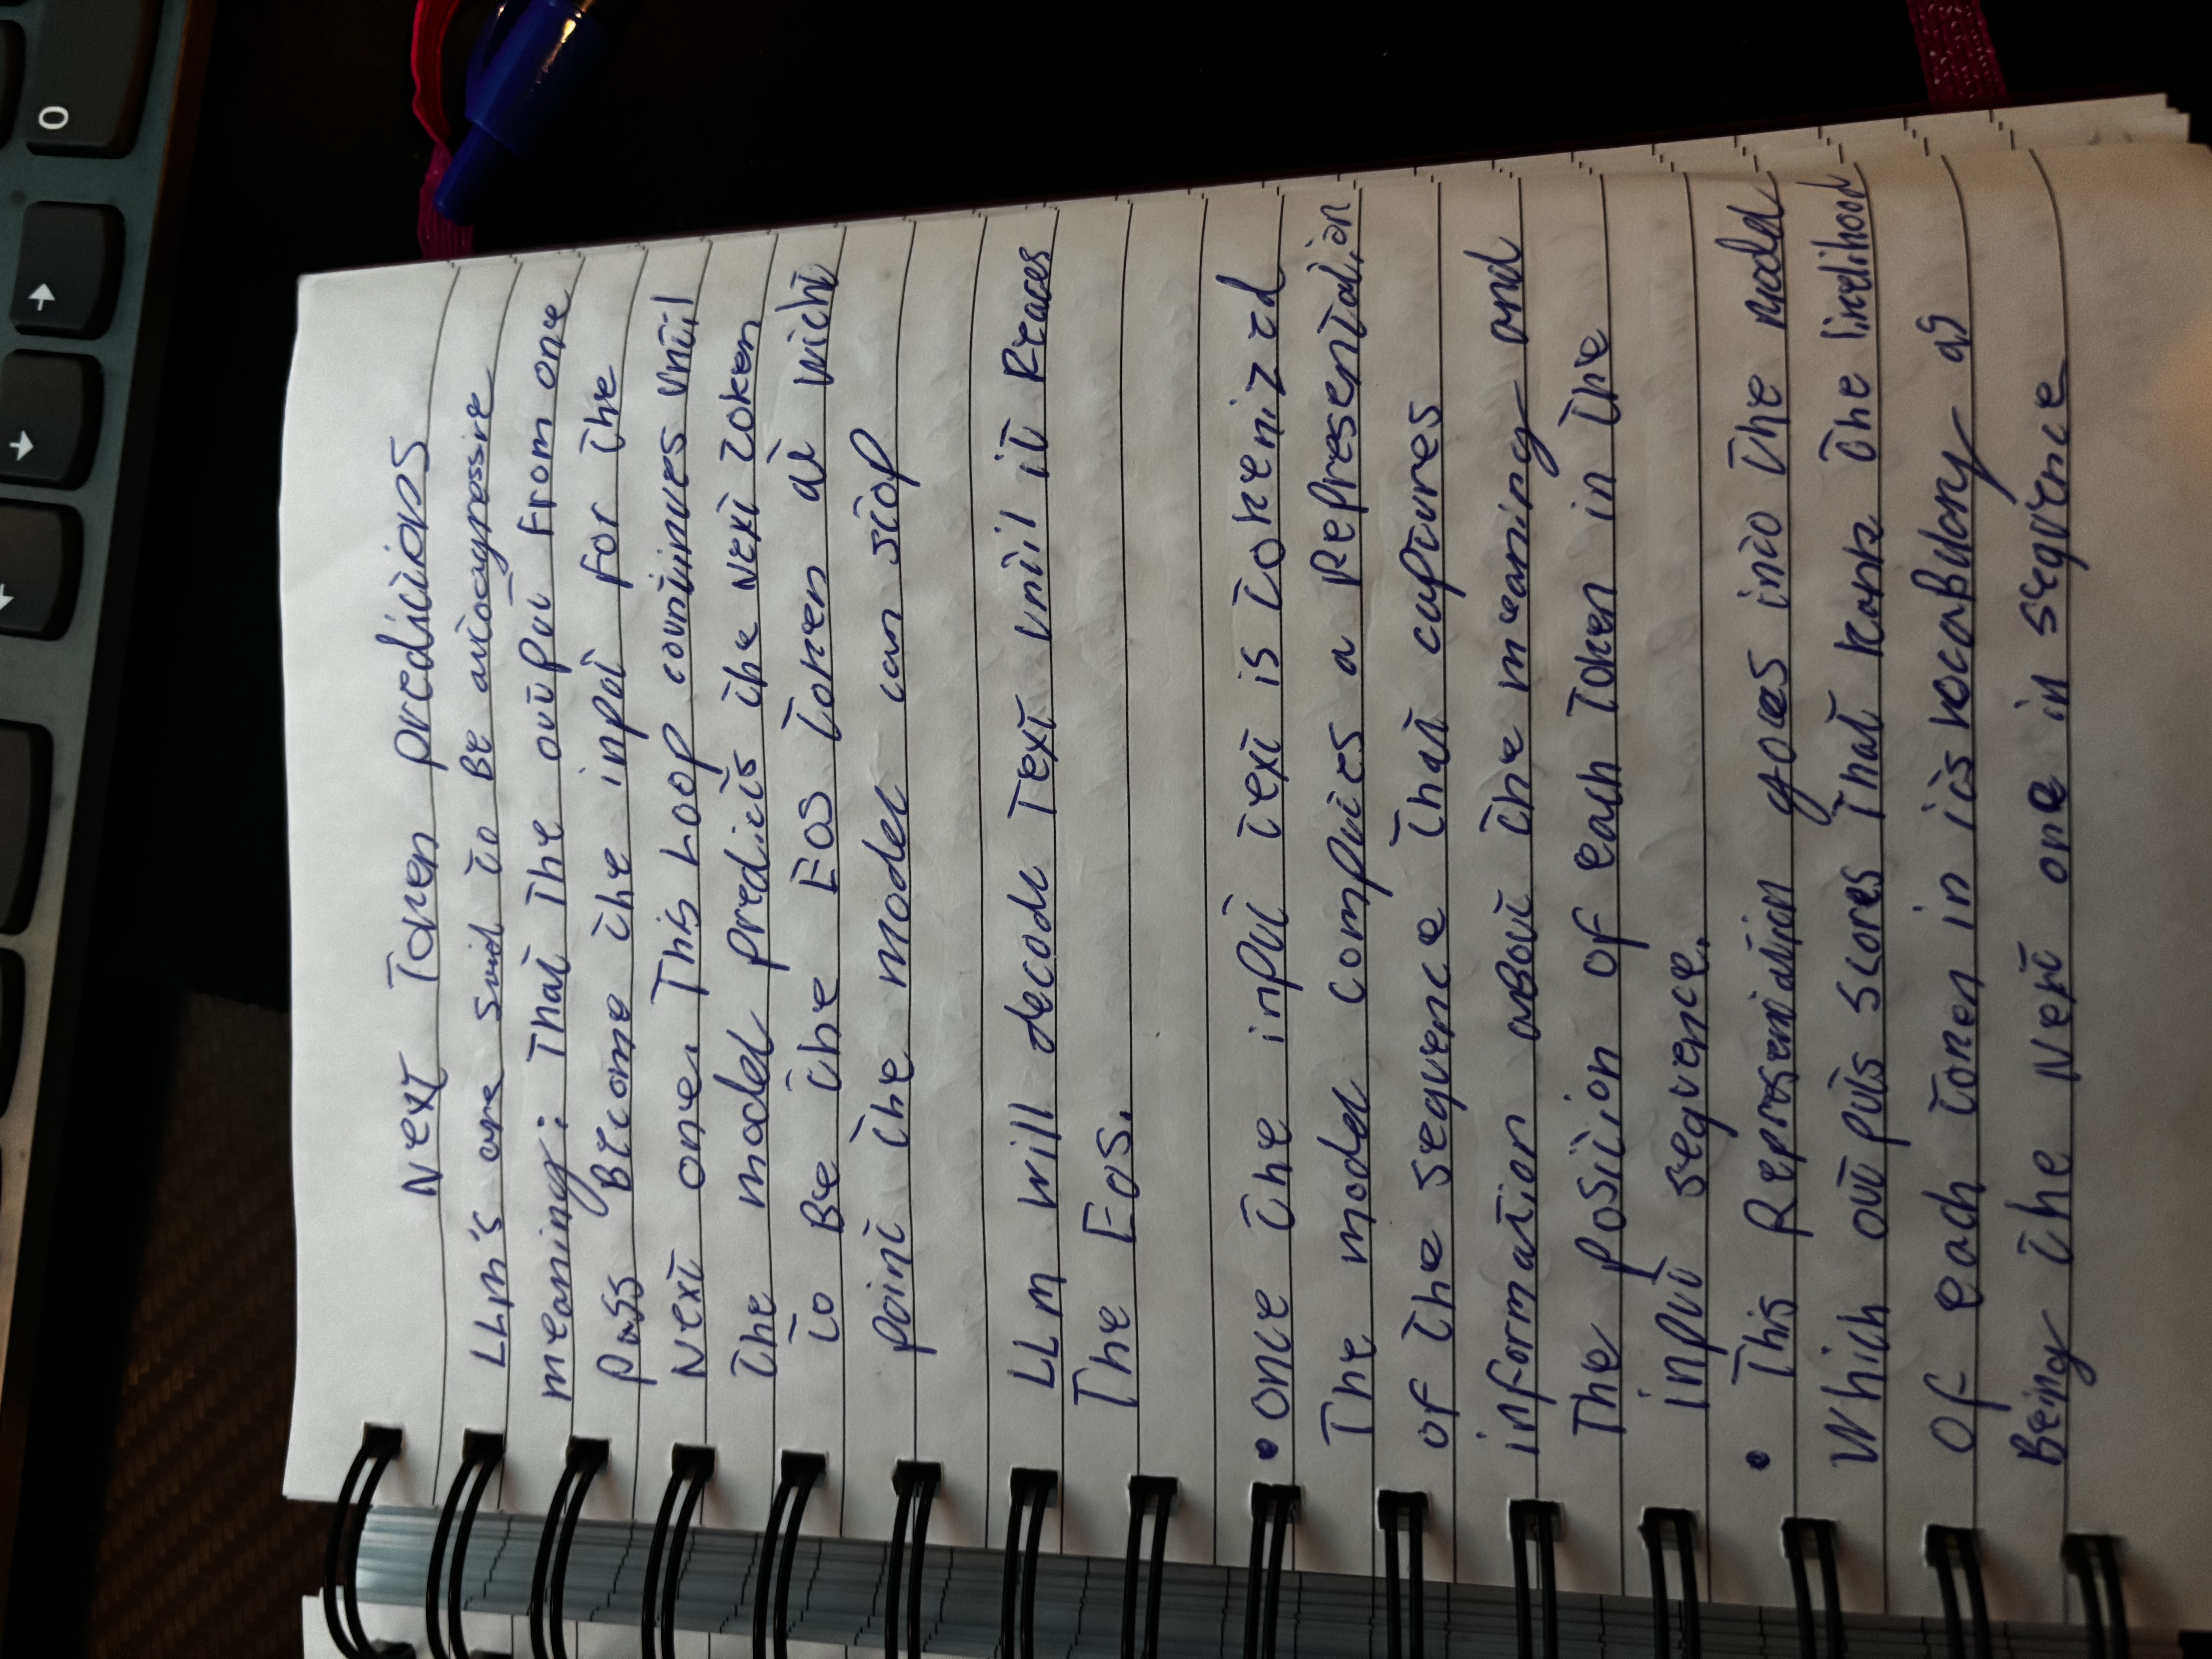 0
Next Token predicions
LLM's are said to Be autoagressive
meaning: That The output From one
pass Become the input for the
Next one. This Loop countinues until
the model predicts the Next Token
to Be the EOS token at wicht
point the model can stop
LLM will decode Text until it Reaces
The Eos.
• once the input text is tokenized
The model computes a Representation
of the sequence that captures
information about the meaning and
The position of each Token in the
input sequence.
• This Representation goes into the model
Which outputs scores that Rank the likelihood
Of each token in its vocabulary as
Being the Next one in sequence